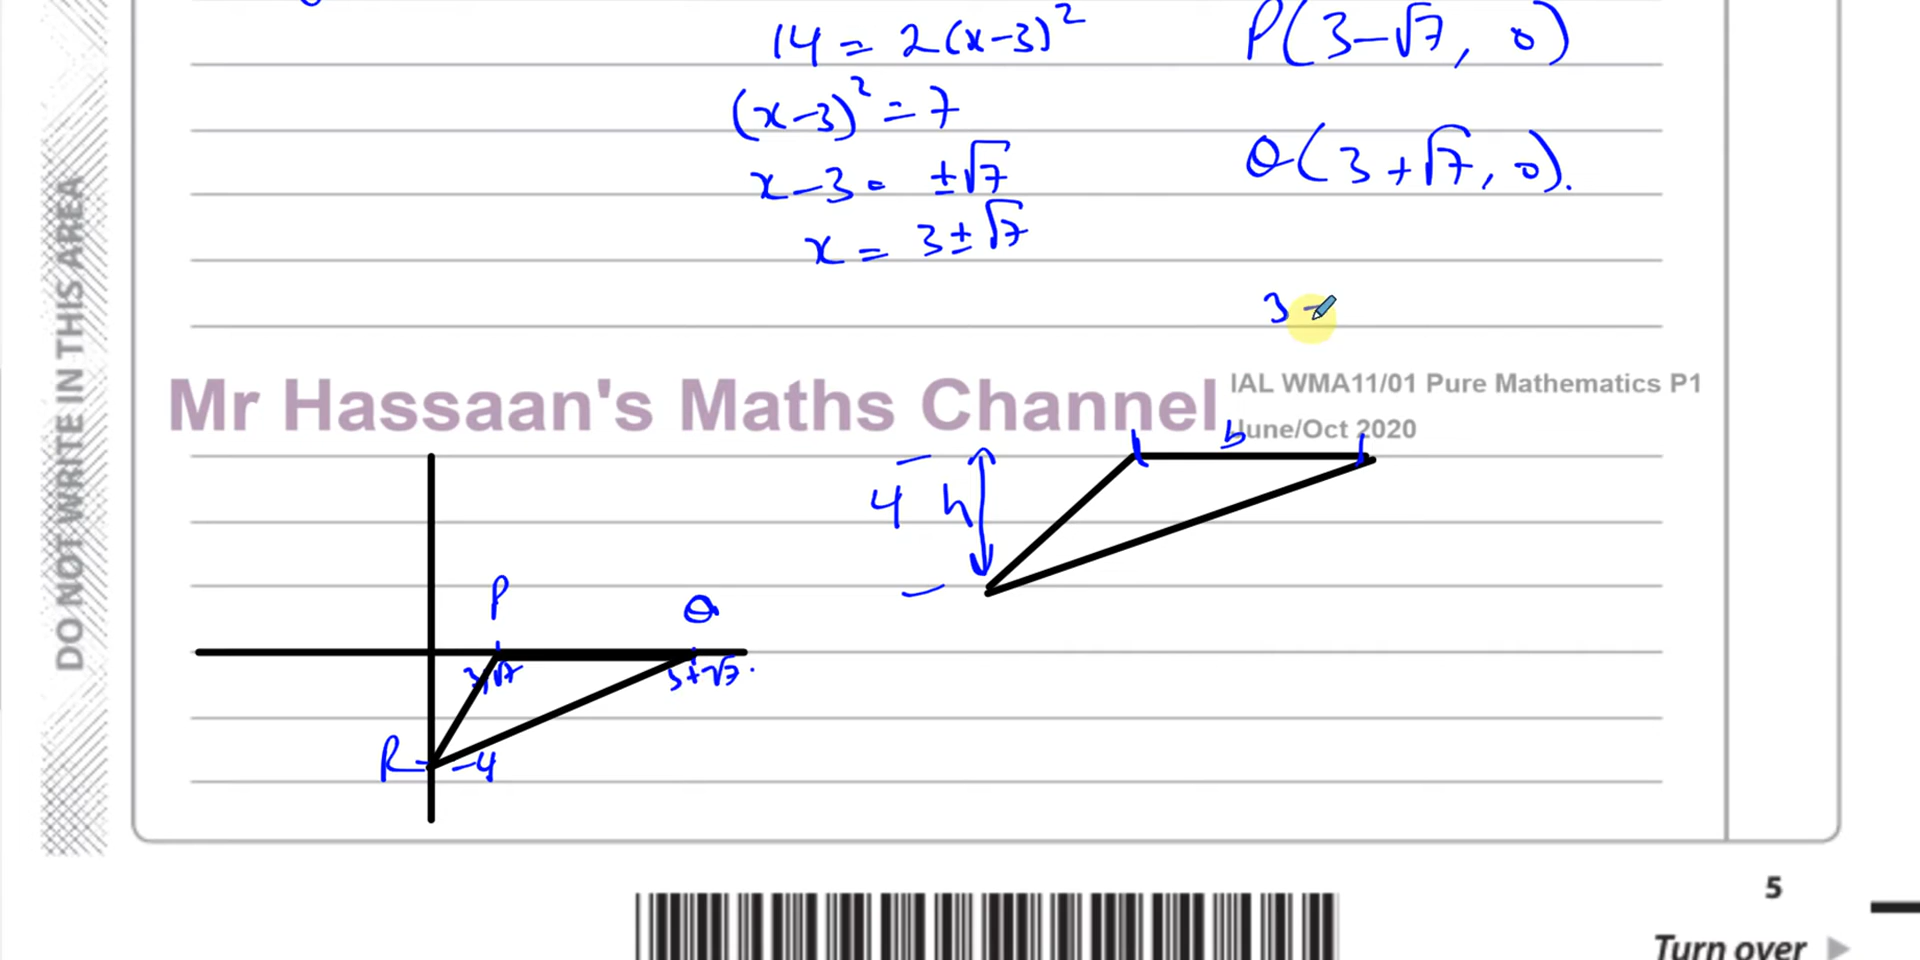 14 = 2(x-3)²
P(3-√7, 0)
(x-3)² = 7
Q(3+√7, 0).
x-3 = ±√7
x = 3±√7
3 -
DO NOT WRITE IN THIS AREA
Mr Hassaan's Maths Channel
IAL WMA11/01 Pure Mathematics P1
June/Oct 2020
b
4 h
P Q
3-√7 3+√7.
R -4
5
Turn over